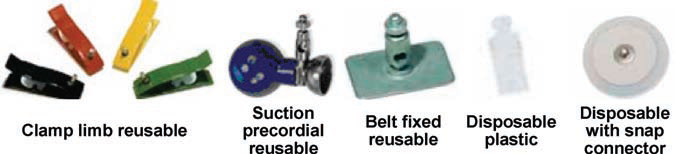 Clamp limb reusable
Suction
precordial
reusable
Belt fixed
reusable
Disposable
plastic
Disposable
with snap
connector